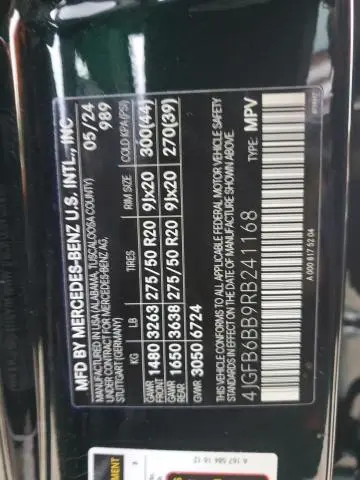 MFG BY MERCEDES-BENZ U.S. INTL., INC
MANUFACTURED IN USA (ALABAMA, TUSCALOOSA COUNTY) 05/24
UNDER CONTRACT FOR MERCEDES-BENZ AG, 989
STUTTGART (GERMANY)
KG LB TIRES RIM SIZE COLD KPA (PSI)
GAWR FRONT 1480 3263 275/50 R20 9Jx20 300(44)
GAWR REAR 1650 3638 275/50 R20 9Jx20 270(39)
GVWR 3050 6724
THIS VEHICLE CONFORMS TO ALL APPLICABLE FEDERAL MOTOR VEHICLE SAFETY
STANDARDS IN EFFECT ON THE DATE OF MANUFACTURE SHOWN ABOVE.
4JGFB6BB9RB241168 TYPE: MPV
A 000 817 52 04
A 167 584 16 12